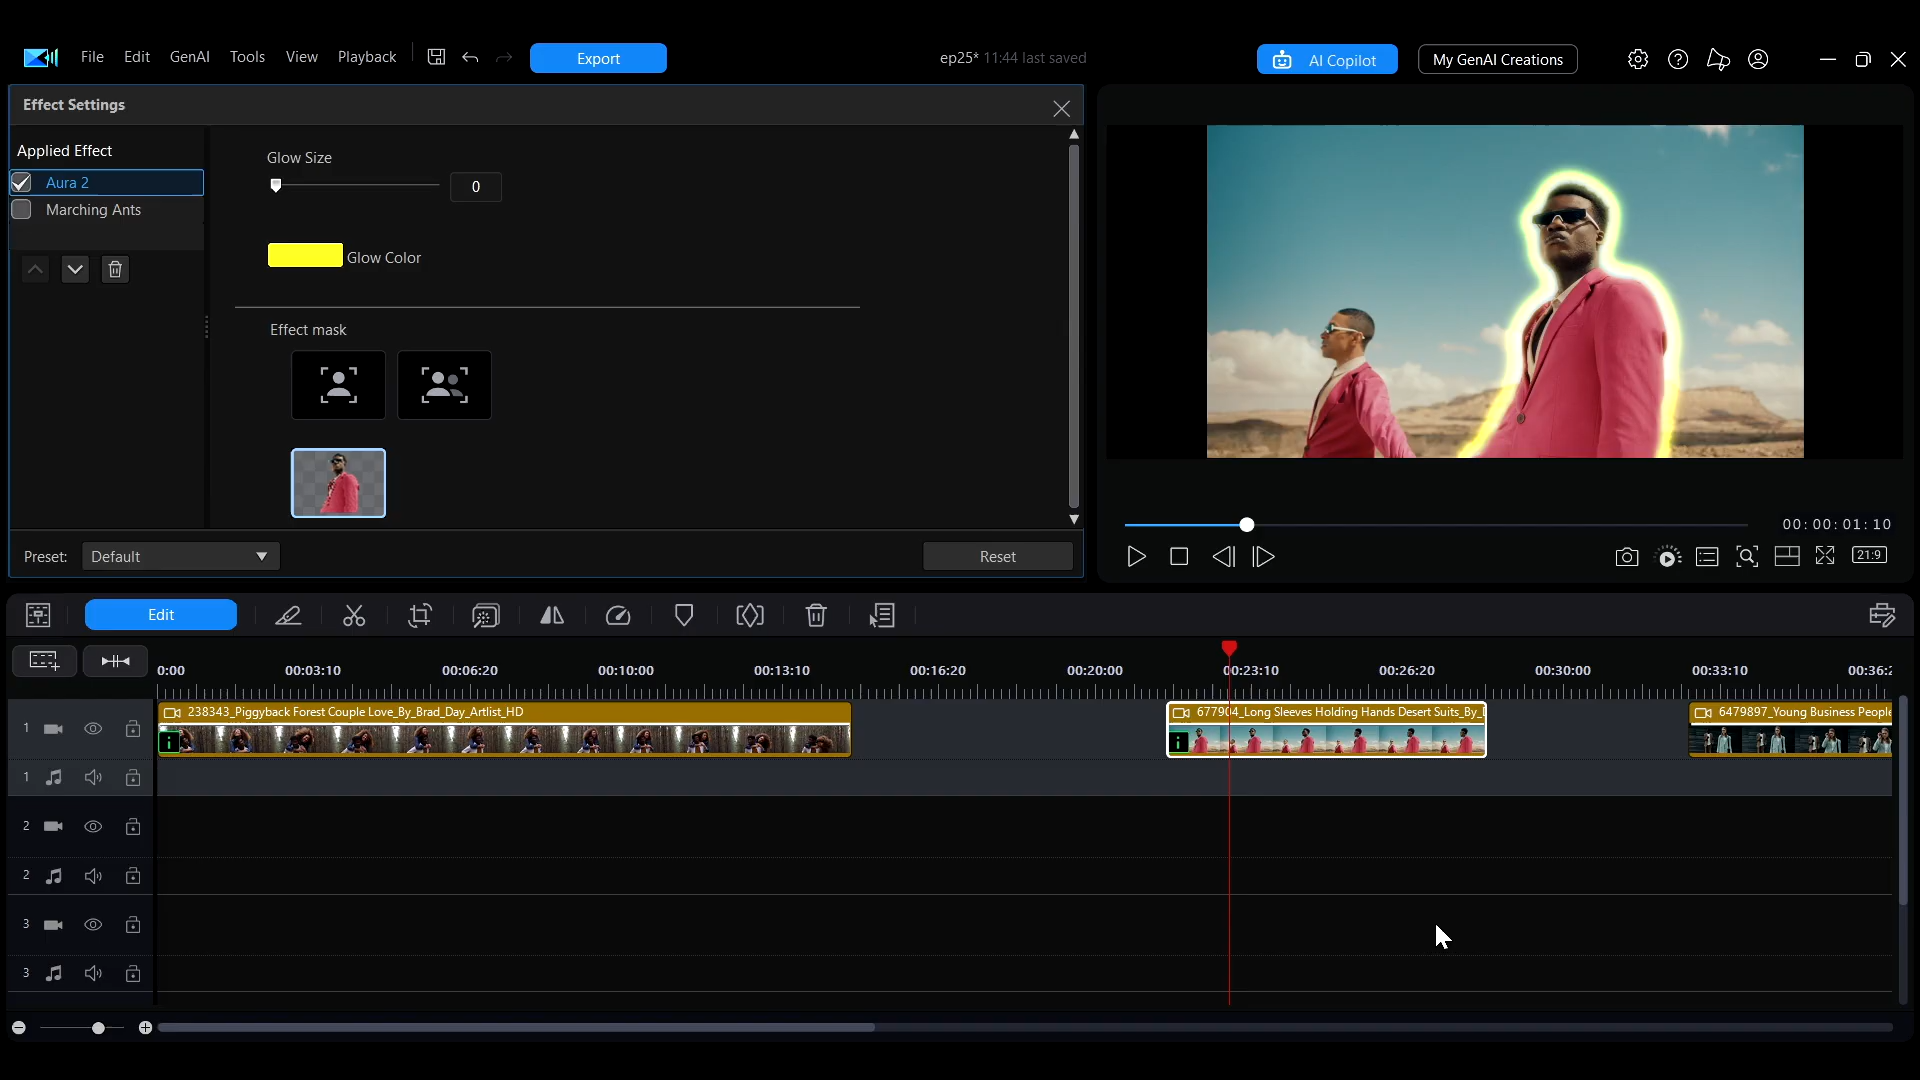 File Edit GenAI Tools View Playback Export ep25* 11:44 last saved AI Copilot My GenAI Creations
Effect Settings
Applied Effect
Aura 2
Marching Ants
Glow Size
0
Glow Color
Effect mask
Preset: Default Reset
00:00:01:10
21:9
Edit
0:00 00:03:10 00:06:20 00:10:00 00:13:10 00:16:20 00:20:00 00:23:10 00:26:20 00:30:00 00:33:10 00:36:2
1 238343_Piggyback Forest Couple Love_By_Brad_Day_Artlist_HD 677904_Long Sleeves Holding Hands Desert Suits_By_ 6479897_Young Business People
i i
1
2
2
3
3